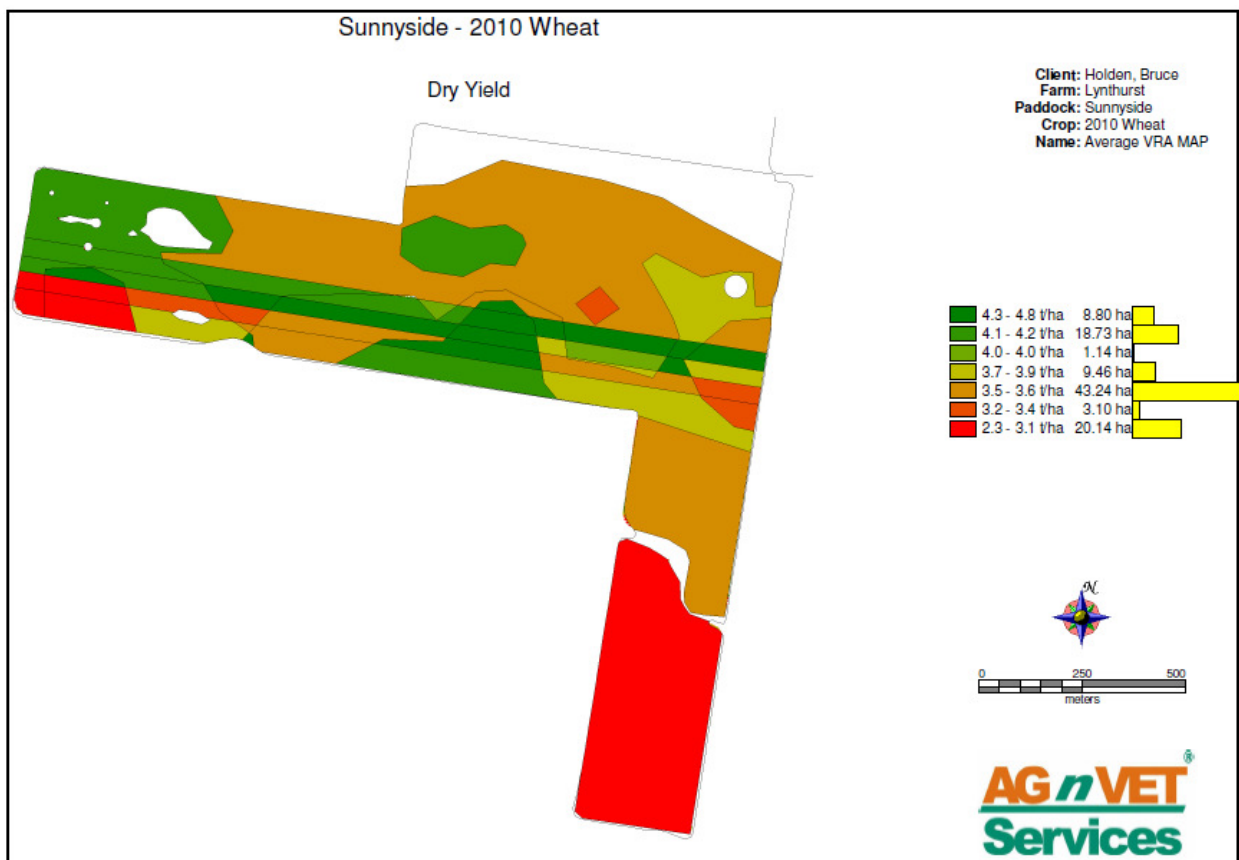 Sunnyside - 2010 Wheat
Dry Yield
Client: Holden, Bruce
Farm: Lynthurst
Paddock: Sunnyside
Crop: 2010 Wheat
Name: Average VRA MAP
4.3 - 4.8 t/ha 8.80 ha
4.1 - 4.2 t/ha 18.73 ha
4.0 - 4.0 t/ha 1.14 ha
3.7 - 3.9 t/ha 9.46 ha
3.5 - 3.6 t/ha 43.24 ha
3.2 - 3.4 t/ha 3.10 ha
2.3 - 3.1 t/ha 20.14 ha
N
0 250 500
meters
AGnVET®
Services